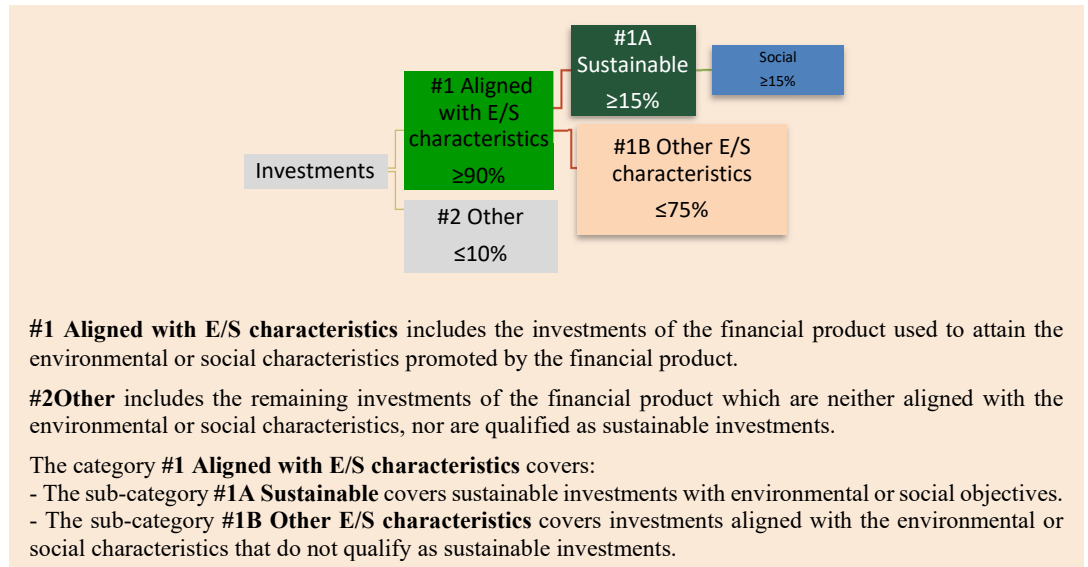 #1A
Sustainable
≥15%
Social
≥15%
#1 Aligned
with E/S
characteristics
≥90%
#1B Other E/S
characteristics
≤75%
Investments
#2 Other
≤10%
#1 Aligned with E/S characteristics includes the investments of the financial product used to attain the
environmental or social characteristics promoted by the financial product.
#2Other includes the remaining investments of the financial product which are neither aligned with the
environmental or social characteristics, nor are qualified as sustainable investments.
The category #1 Aligned with E/S characteristics covers:
- The sub-category #1A Sustainable covers sustainable investments with environmental or social objectives.
- The sub-category #1B Other E/S characteristics covers investments aligned with the environmental or
social characteristics that do not qualify as sustainable investments.